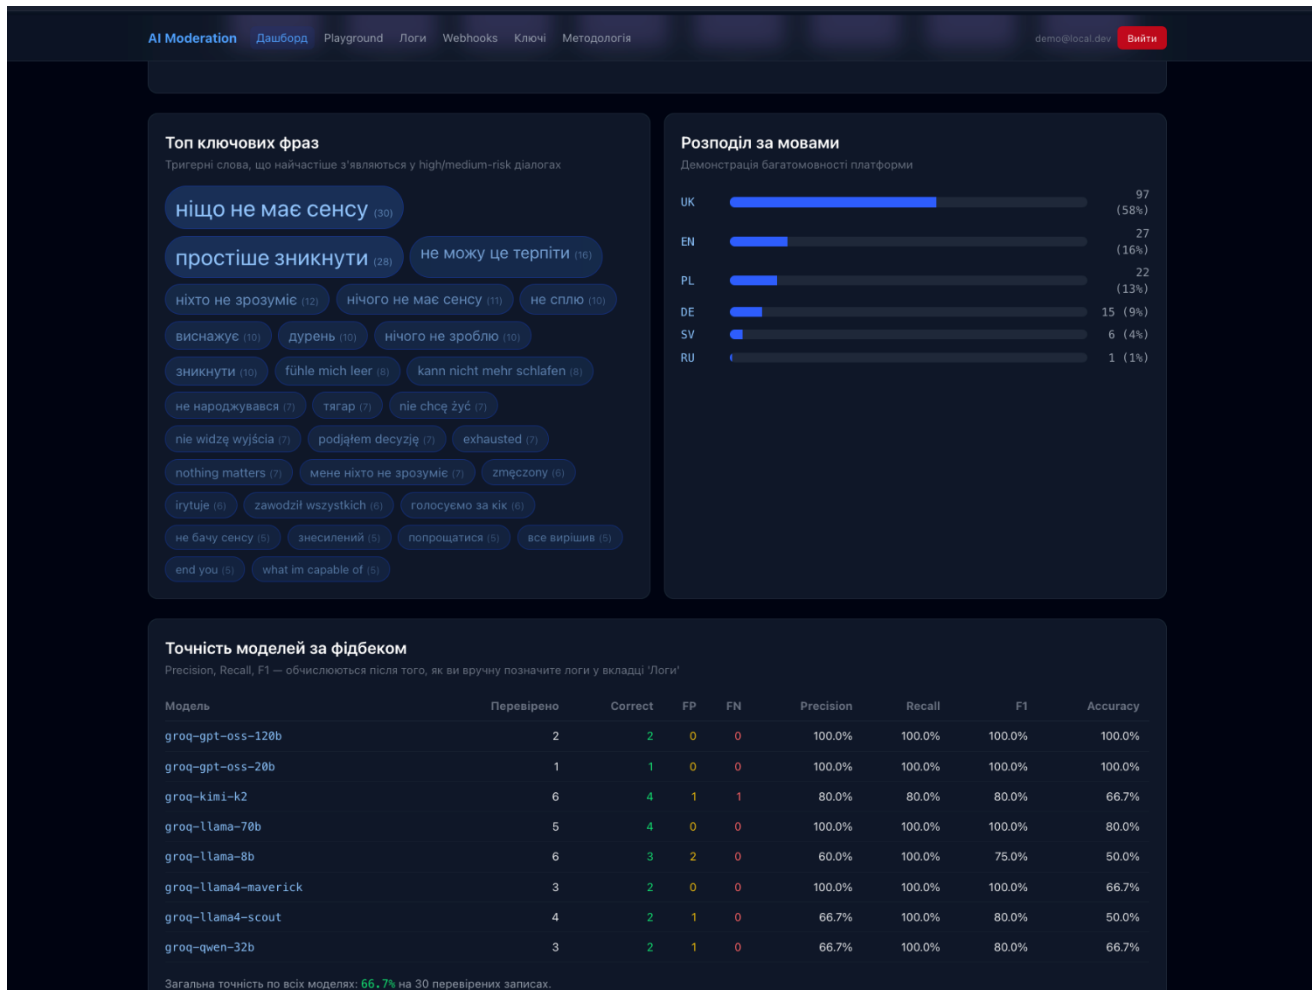 AI Moderation Дашборд Playground Логи Webhooks Ключі Методологія demo@local.dev Вийти
Топ ключових фраз
Тригерні слова, що найчастіше з'являються у high/medium-risk діалогах
ніщо не має сенсу (30)
простіше зникнути (28) не можу це терпіти (16)
ніхто не зрозуміє (12) нічого не має сенсу (11) не сплю (10)
виснажує (10) дурень (10) нічого не зроблю (10)
зникнути (10) fühle mich leer (8) kann nicht mehr schlafen (8)
не народжувався (7) тягар (7) nie chcę żyć (7)
nie widzę wyjścia (7) podjąłem decyzję (7) exhausted (7)
nothing matters (7) мене ніхто не зрозуміє (7) zmęczony (6)
irytuje (6) zawodził wszystkich (6) голосуємо за кік (6)
не бачу сенсу (5) знесилений (5) попрощатися (5) все вирішив (5)
end you (5) what im capable of (5)
Розподіл за мовами
Демонстрація багатомовності платформи
UK 97 (58%)
EN 27 (16%)
PL 22 (13%)
DE 15 (9%)
SV 6 (4%)
RU 1 (1%)
Точність моделей за фідбеком
Precision, Recall, F1 — обчислюються після того, як ви вручну позначите логи у вкладці 'Логи'
Модель Перевірено Correct FP FN Precision Recall F1 Accuracy
groq-gpt-oss-120b 2 2 0 0 100.0% 100.0% 100.0% 100.0%
groq-gpt-oss-20b 1 1 0 0 100.0% 100.0% 100.0% 100.0%
groq-kimi-k2 6 4 1 1 80.0% 80.0% 80.0% 66.7%
groq-llama-70b 5 4 0 0 100.0% 100.0% 100.0% 80.0%
groq-llama-8b 6 3 2 0 60.0% 100.0% 75.0% 50.0%
groq-llama4-maverick 3 2 0 0 100.0% 100.0% 100.0% 66.7%
groq-llama4-scout 4 2 1 0 66.7% 100.0% 80.0% 50.0%
groq-qwen-32b 3 2 1 0 66.7% 100.0% 80.0% 66.7%
Загальна точність по всіх моделях: 66.7% на 30 перевірених записах.